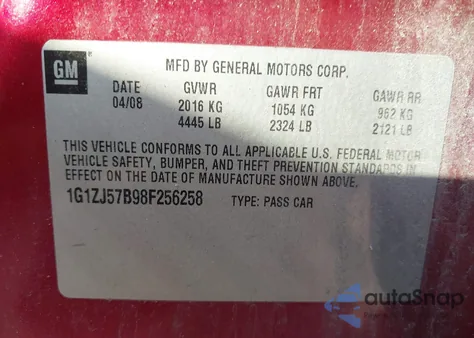 GM
MFD BY GENERAL MOTORS CORP.
DATE GVWR GAWR FRT GAWR RR
04/08 2016 KG 1054 KG 962 KG
4445 LB 2324 LB 2121 LB
THIS VEHICLE CONFORMS TO ALL APPLICABLE U.S. FEDERAL MOTOR
VEHICLE SAFETY, BUMPER, AND THEFT PREVENTION STANDARDS IN
EFFECT ON THE DATE OF MANUFACTURE SHOWN ABOVE.
1G1ZJ57B98F256258 TYPE: PASS CAR
autoSnap